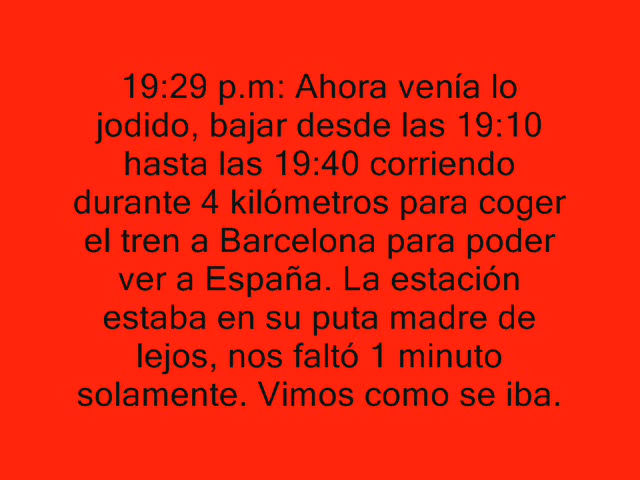 19:29 p.m: Ahora venía lo
jodido, bajar desde las 19:10
hasta las 19:40 corriendo
durante 4 kilómetros para coger
el tren a Barcelona para poder
ver a España. La estación
estaba en su puta madre de
lejos, nos faltó 1 minuto
solamente. Vimos como se iba.